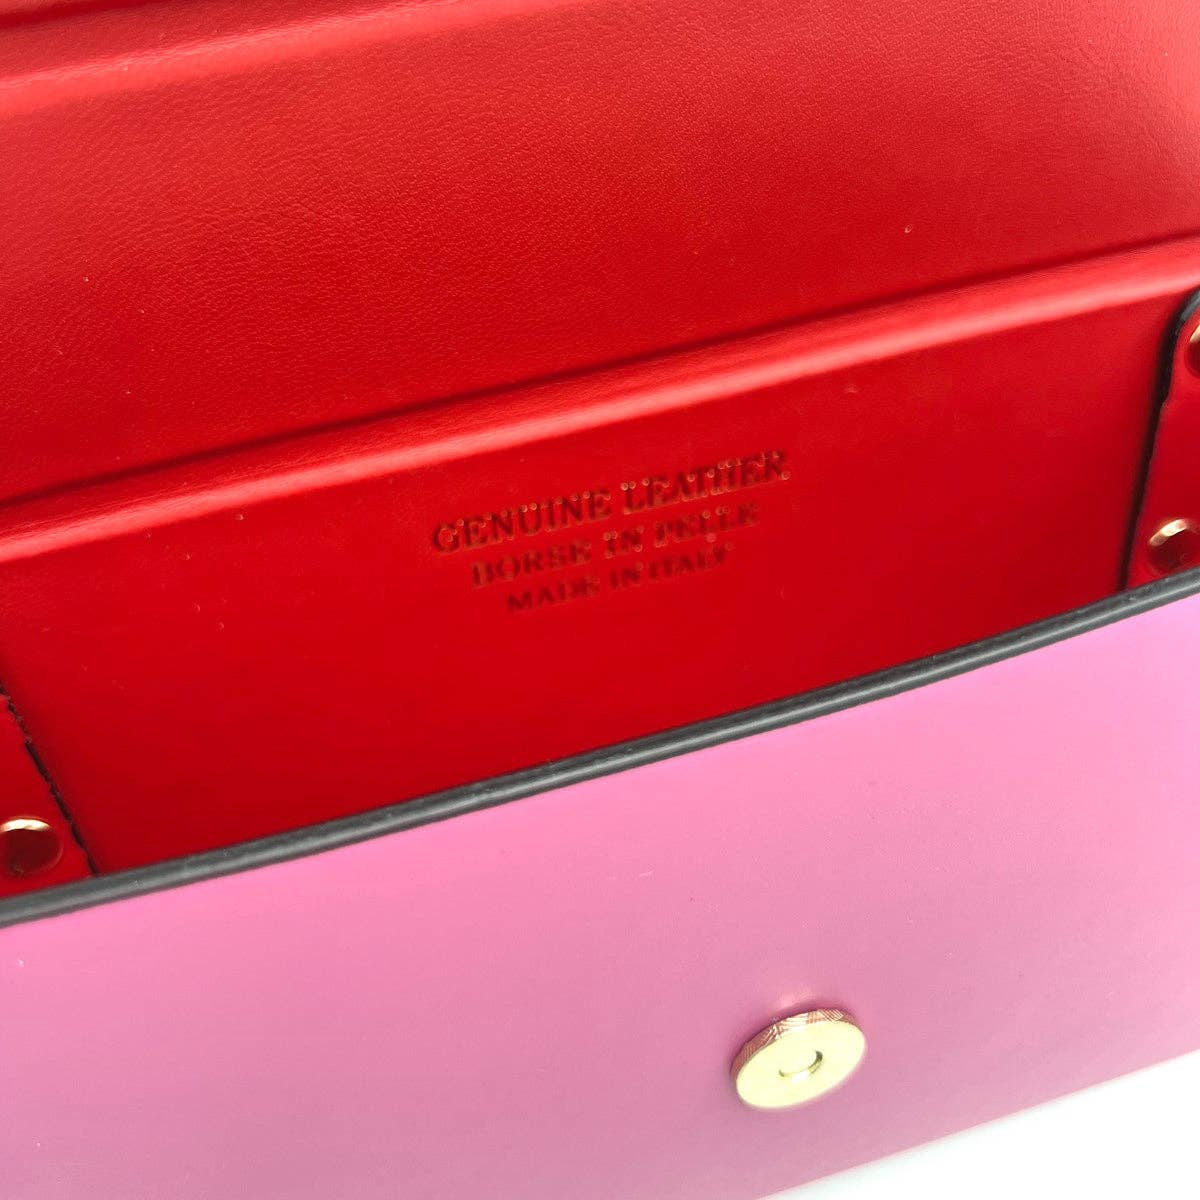 GENUINE LEATHER
BORSE IN PELLE
MADE IN ITALY